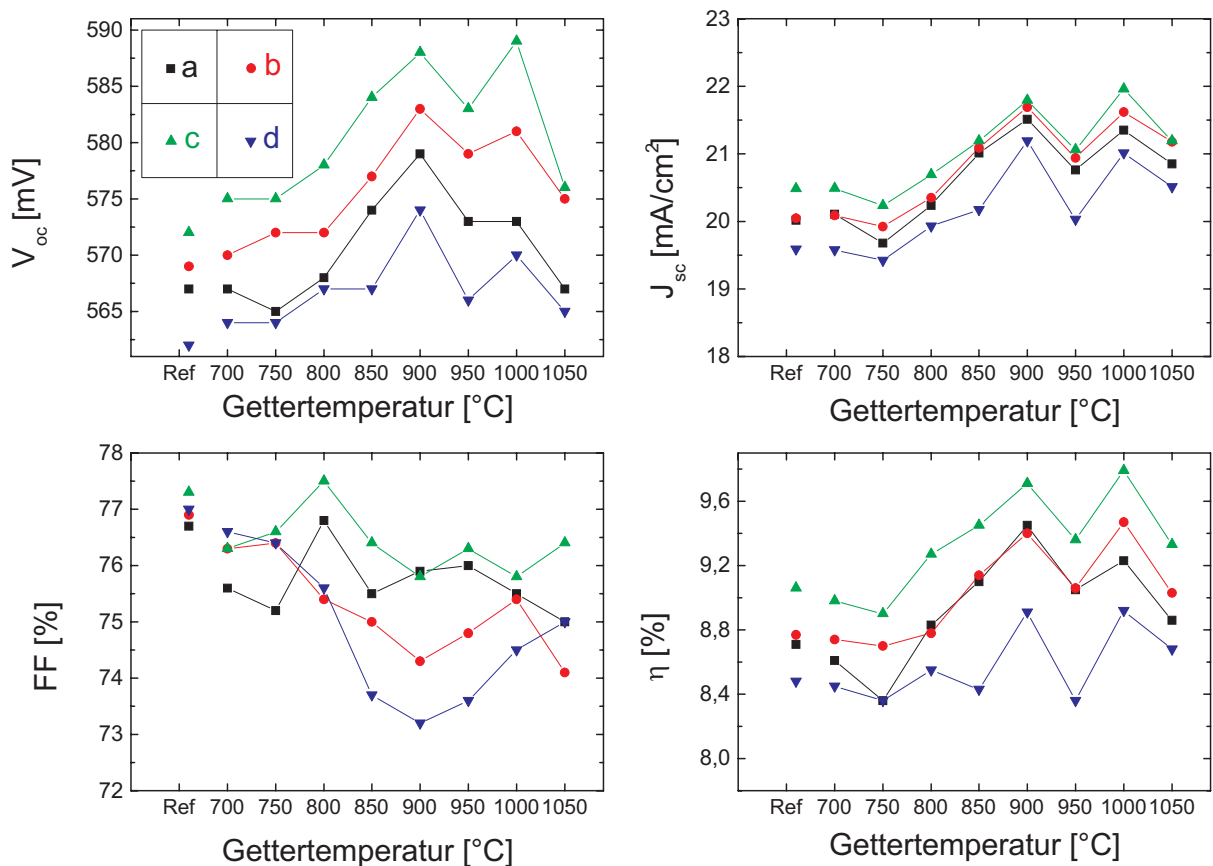 590
585
580
575
570
565
V oc [mV]
a b
c d
Ref 700 750 800 850 900 950 1000 1050
Gettertemperatur [°C]
23
22
21
20
19
18
J sc [mA/cm²]
Ref 700 750 800 850 900 950 1000 1050
Gettertemperatur [°C]
78
77
76
75
74
73
72
FF [%]
Ref 700 750 800 850 900 950 1000 1050
Gettertemperatur [°C]
9,6
9,2
8,8
8,4
8,0
η [%]
Ref 700 750 800 850 900 950 1000 1050
Gettertemperatur [°C]